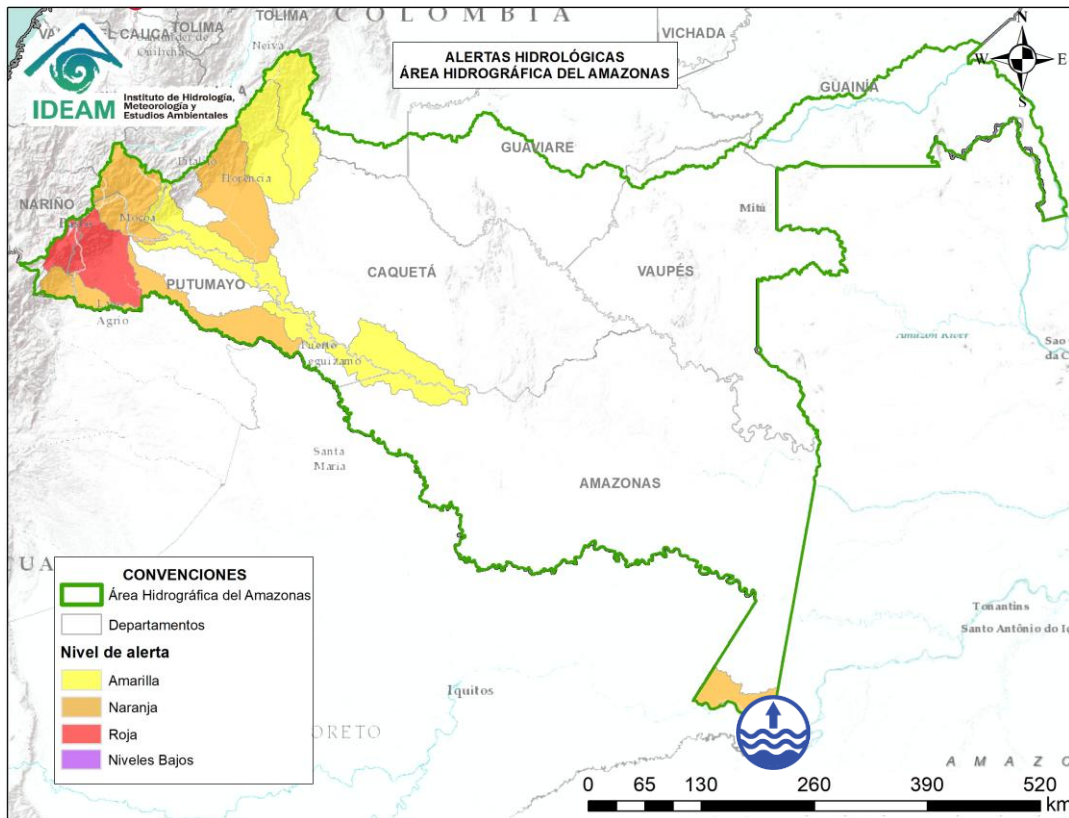 COLOMBIA
TOLIMA
TOLIMA
Neiva
VICHADA
N
W
E
S
IDEAM
Instituto de Hidrología,
Meteorología y
Estudios Ambientales
ALERTAS HIDROLÓGICAS
ÁREA HIDROGRÁFICA DEL AMAZONAS
GUAINÍA
GUAVIARE
Florencia
NARIÑO
Mocoa
Mitú
CAQUETÁ
VAUPÉS
PUTUMAYO
Agrio
Puerto
Amazon River
Santa
Maria
AMAZONAS
CONVENCIONES
Área Hidrográfica del Amazonas
Departamentos
Nivel de alerta
Amarilla
Naranja
Roja
Niveles Bajos
Iquitos
ORETO
Tonantins
Santo Antônio do
AMAZO
0 65 130 260 390 520
km